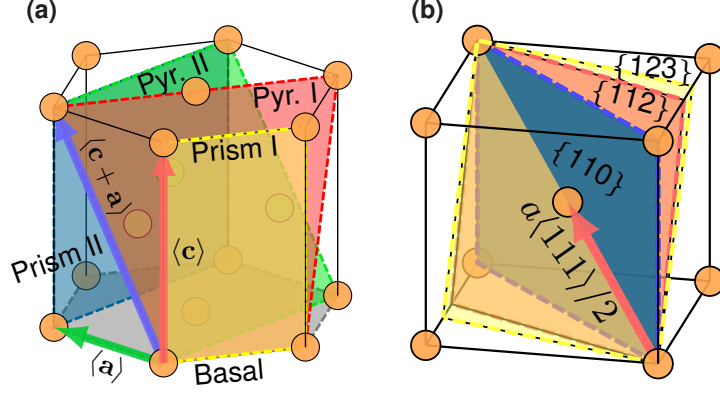 (a)
Pyr. II
Pyr. I
Prism I
⟨c + a⟩
⟨c⟩
Prism II
⟨a⟩
Basal
(b)
{123}
{112}
{110}
a⟨111⟩/2